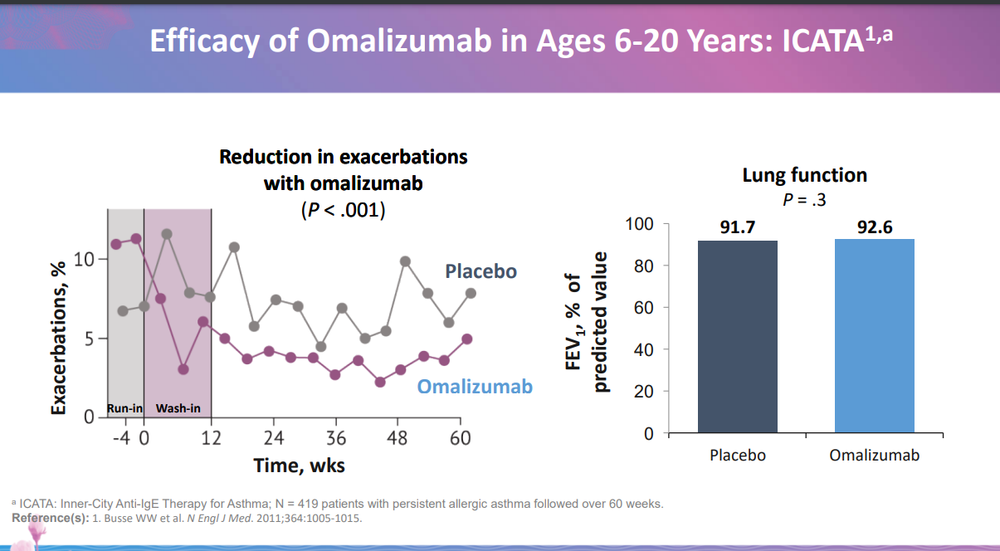 Efficacy of Omalizumab in Ages 6-20 Years: ICATA1,a
Reduction in exacerbations
with omalizumab
(P < .001)
Exacerbations, %
10
5
0
Run-in
Wash-in
Placebo
Omalizumab
-4 0 12 24 36 48 60
Time, wks
Lung function
P = .3
FEV1, % of
predicted value
100
80
60
40
20
0
91.7
92.6
Placebo
Omalizumab
a ICATA: Inner-City Anti-IgE Therapy for Asthma; N = 419 patients with persistent allergic asthma followed over 60 weeks.
Reference(s): 1. Busse WW et al. N Engl J Med. 2011;364:1005-1015.